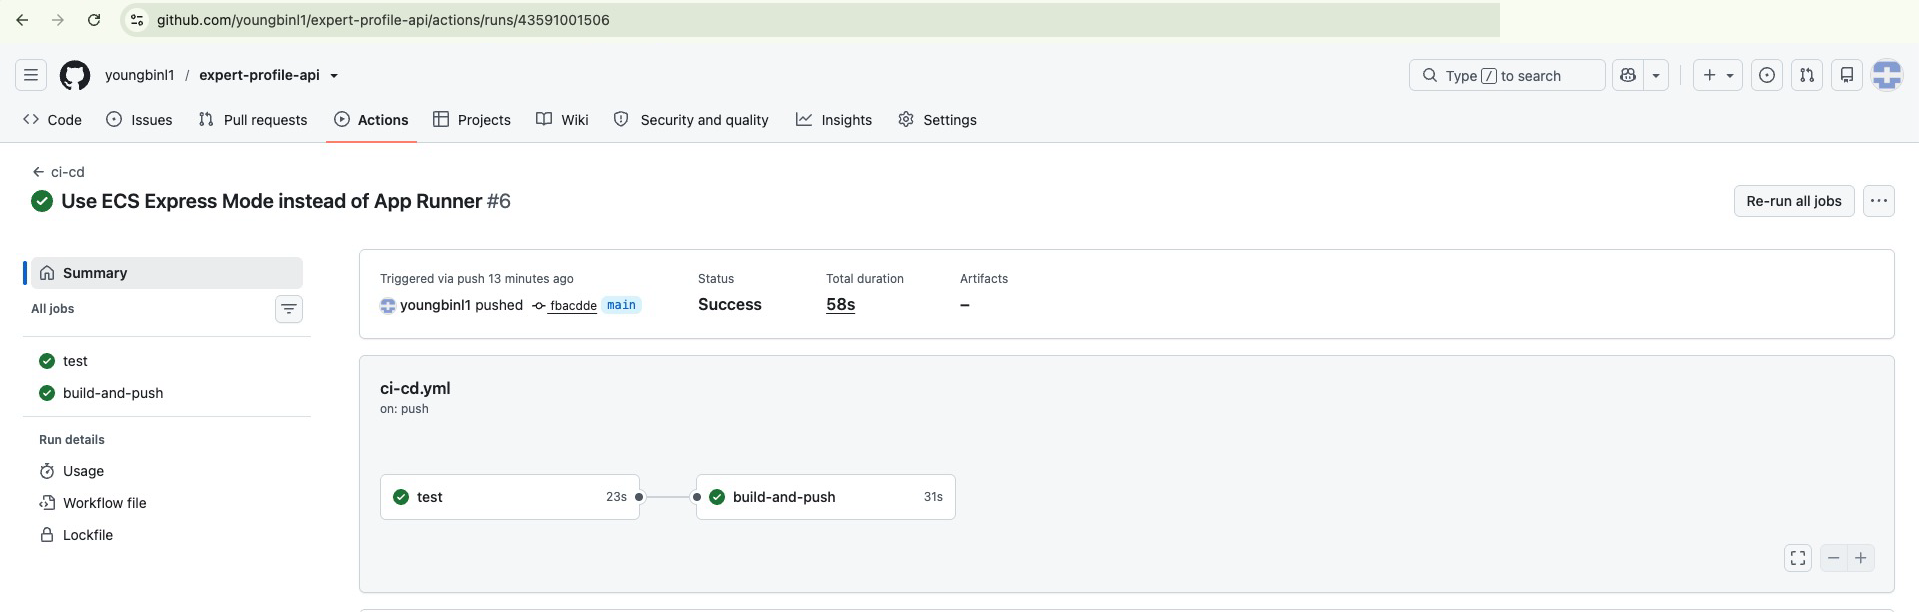 github.com/youngbinl1/expert-profile-api/actions/runs/43591001506
youngbinl1 / expert-profile-api
Type / to search
Code Issues Pull requests Actions Projects Wiki Security and quality Insights Settings
ci-cd
Use ECS Express Mode instead of App Runner #6
Re-run all jobs
Summary
All jobs
test
build-and-push
Run details
Usage
Workflow file
Lockfile
Triggered via push 13 minutes ago
youngbinl1 pushed fbacdde main
Status
Success
Total duration
58s
Artifacts
–
ci-cd.yml
on: push
test 23s
build-and-push 31s